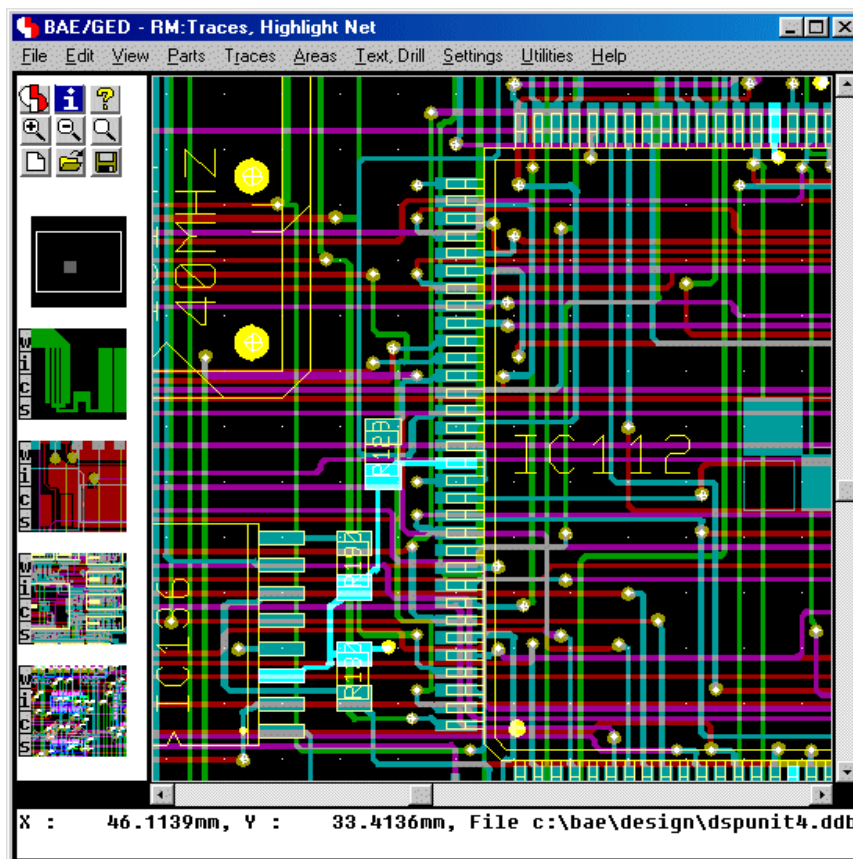 BAE/GED - RM:Traces, Highlight Net
File Edit View Parts Traces Areas Text, Drill Settings Utilities Help
40MHZ
IC112
IC136
w
i
c
s
w
i
c
s
w
i
c
s
w
i
c
s
X : 46.1139mm, Y : 33.4136mm, File c:\bae\design\dspunit4.ddb